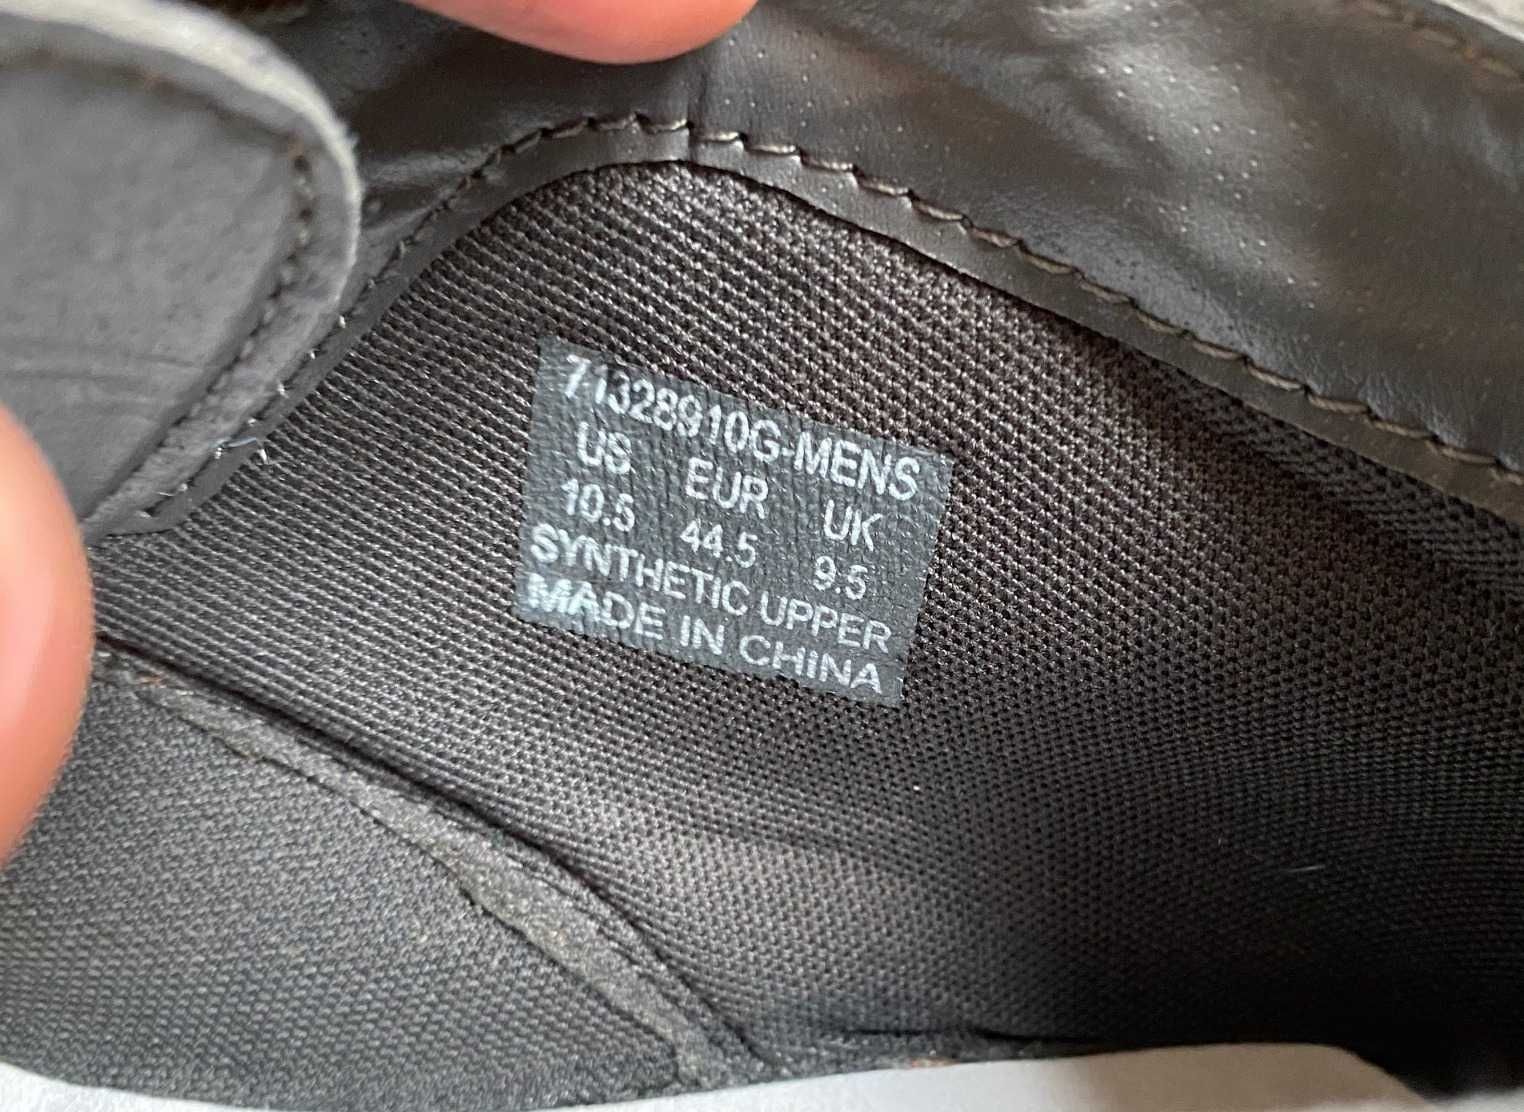 71328910G-MENS
US EUR UK
10.5 44.5 9.5
SYNTHETIC UPPER
MADE IN CHINA